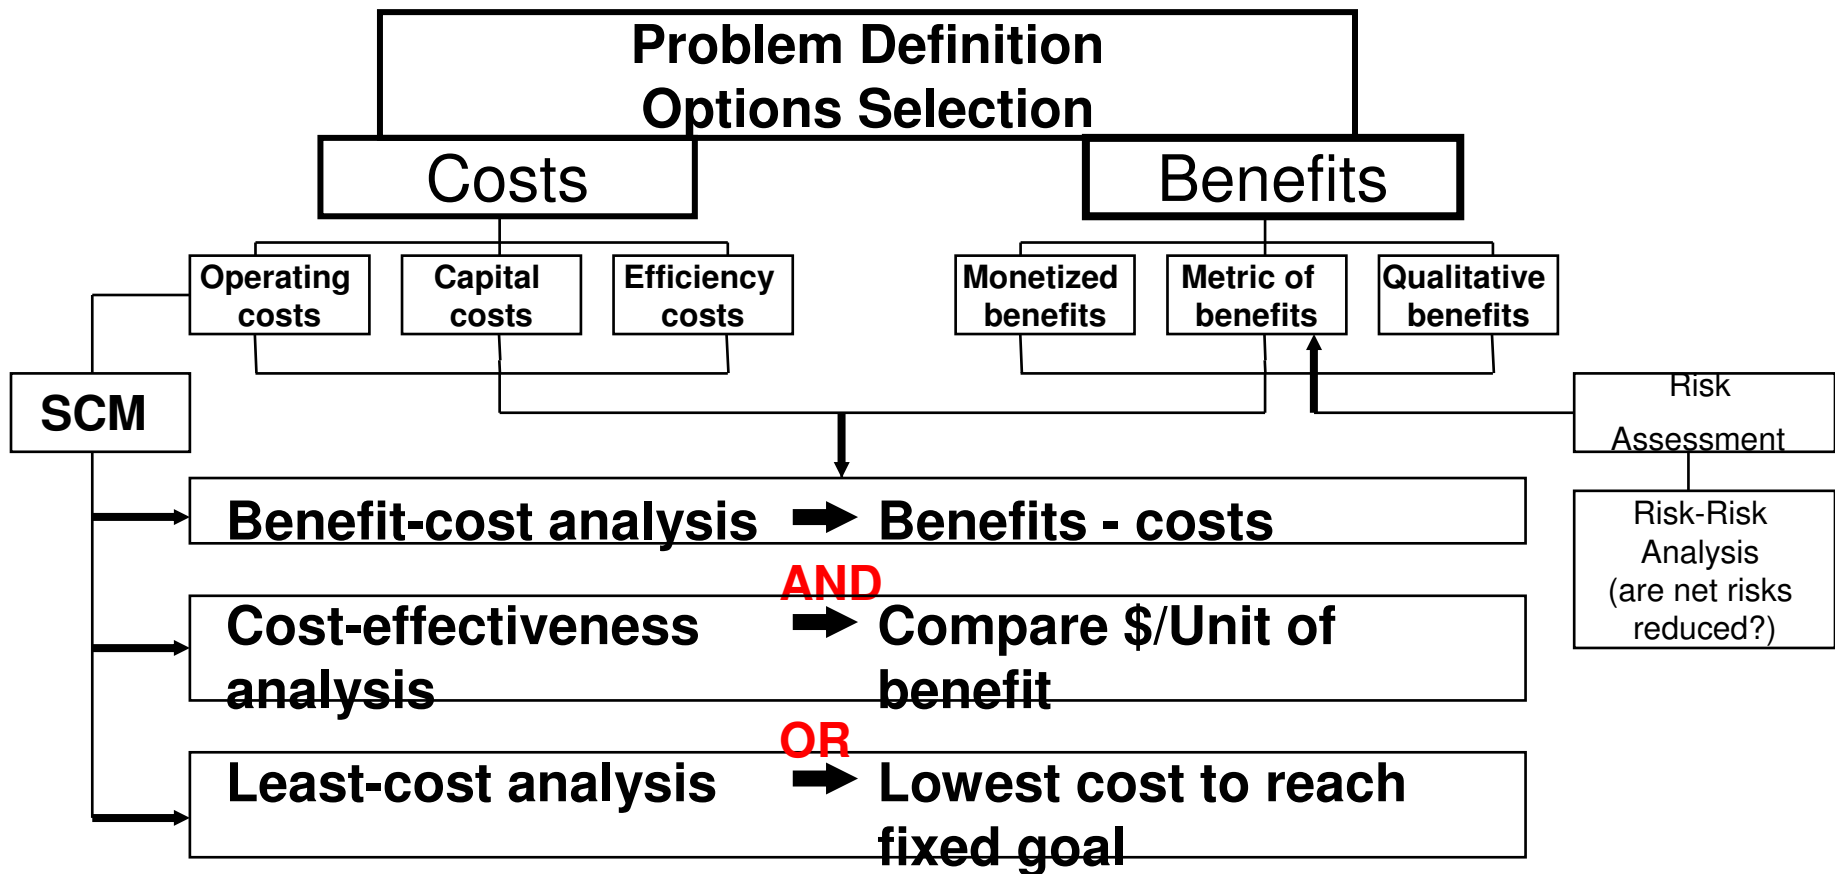 Problem Definition
Options Selection
Costs
Benefits
Operating
costs
Capital
costs
Efficiency
costs
Monetized
benefits
Metric of
benefits
Qualitative
benefits
SCM
Risk
Assessment
Benefit-cost analysis
Benefits - costs
Risk-Risk
Analysis
(are net risks
reduced?)
AND
Cost-effectiveness
analysis
Compare $/Unit of
benefit
OR
Least-cost analysis
Lowest cost to reach
fixed goal